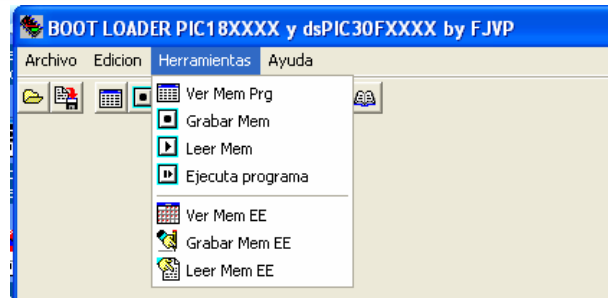 BOOT LOADER PIC18XXXX y dsPIC30FXXXX by FJVP
Archivo Edicion Herramientas Ayuda
Ver Mem Prg
Grabar Mem
Leer Mem
Ejecuta programa
Ver Mem EE
Grabar Mem EE
Leer Mem EE